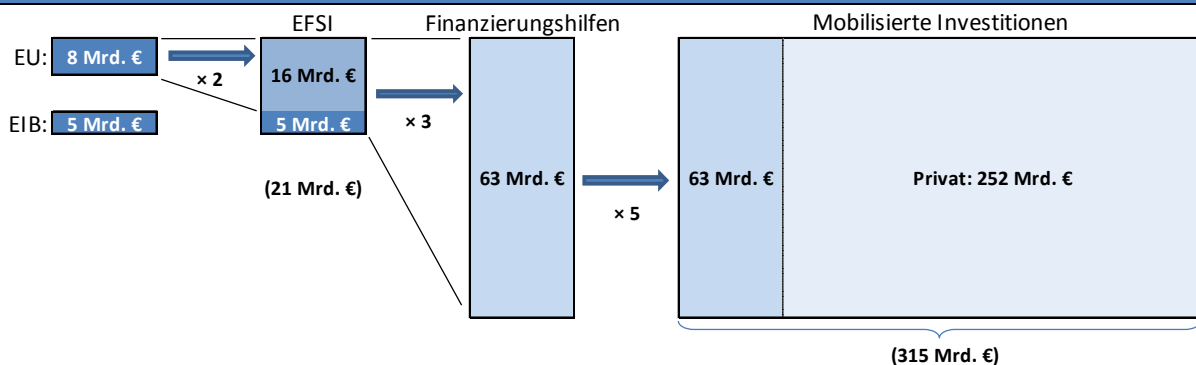 EFSI
Finanzierungshilfen
Mobilisierte Investitionen
EU:
8 Mrd. €
× 2
16 Mrd. €
5 Mrd. €
× 3
EIB:
5 Mrd. €
(21 Mrd. €)
63 Mrd. €
× 5
63 Mrd. €
Privat: 252 Mrd. €
(315 Mrd. €)